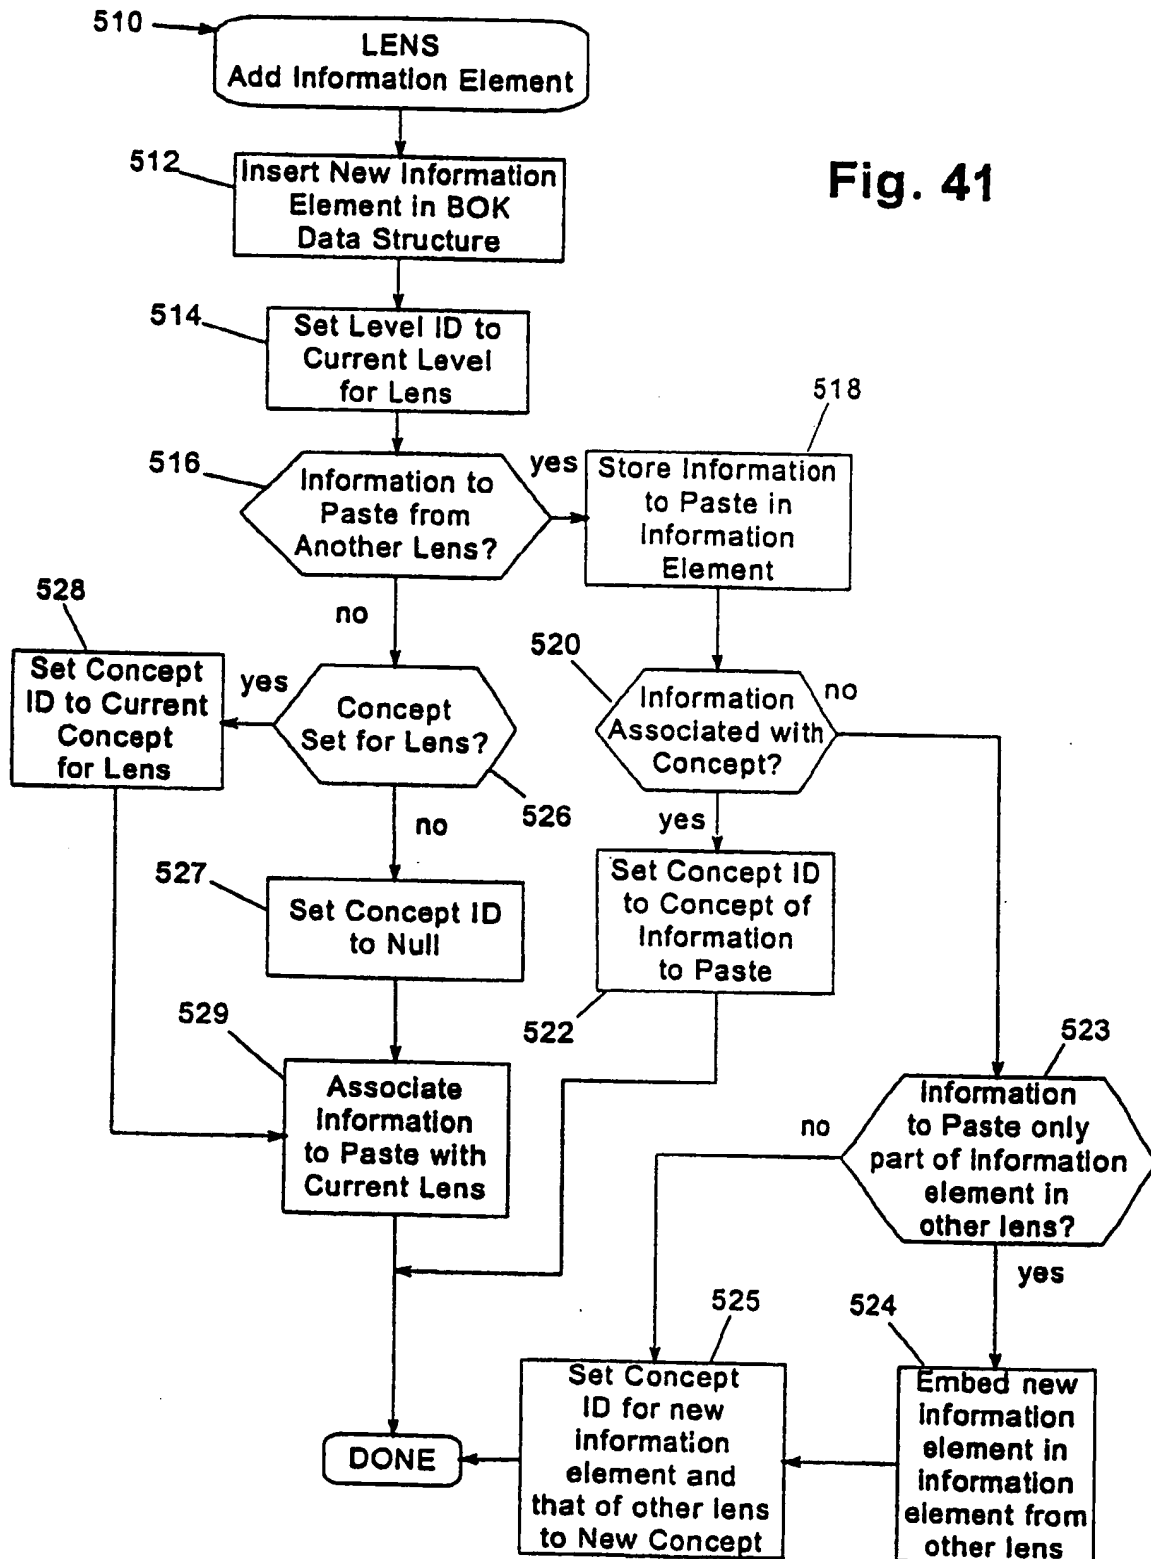 510
LENS
Add Information Element
512
Insert New Information
Element in BOK
Data Structure
Fig. 41
514
Set Level ID to
Current Level
for Lens
516
Information to
Paste from
Another Lens?
yes
518
Store Information
to Paste in
Information
Element
no
528
Set Concept
ID to Current
Concept
for Lens
yes
Concept
Set for Lens?
526
520
Information
Associated with
Concept?
no
no
yes
527
Set Concept ID
to Null
Set Concept ID
to Concept of
Information
to Paste
522
529
Associate
Information
to Paste with
Current Lens
523
Information
to Paste only
part of information
element in
other lens?
no
yes
525
Set Concept
ID for new
information
element and
that of other lens
to New Concept
524
Embed new
information
element in
information
element from
other lens
DONE